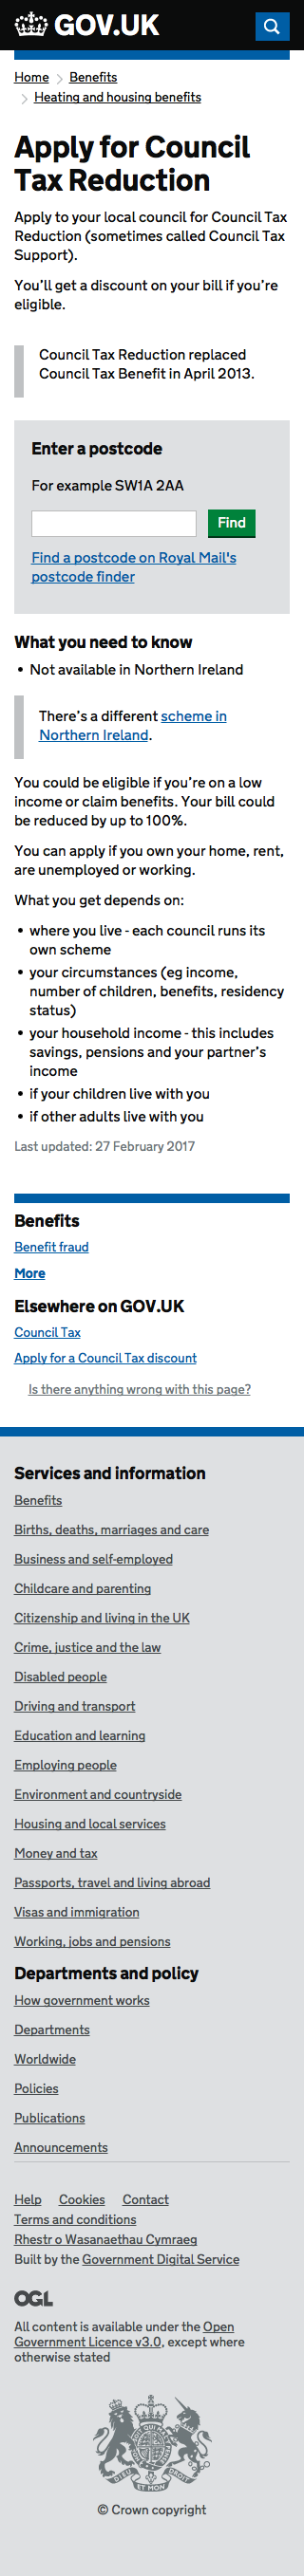 GOV.UK
Home
Benefits
Heating and housing benefits
Apply for Council
Tax Reduction
Apply to your local council for Council Tax
Reduction (sometimes called Council Tax
Support).
You’ll get a discount on your bill if you’re
eligible.
Council Tax Reduction replaced
Council Tax Benefit in April 2013.
Enter a postcode
For example SW1A 2AA
Find
Find a postcode on Royal Mail's
postcode finder
What you need to know
• Not available in Northern Ireland
There’s a different scheme in
Northern Ireland.
You could be eligible if you’re on a low
income or claim benefits. Your bill could
be reduced by up to 100%.
You can apply if you own your home, rent,
are unemployed or working.
What you get depends on:
• where you live - each council runs its
own scheme
• your circumstances (eg income,
number of children, benefits, residency
status)
• your household income - this includes
savings, pensions and your partner’s
income
• if your children live with you
• if other adults live with you
Last updated: 27 February 2017
Benefits
Benefit fraud
More
Elsewhere on GOV.UK
Council Tax
Apply for a Council Tax discount
Is there anything wrong with this page?
Services and information
Benefits
Births, deaths, marriages and care
Business and self-employed
Childcare and parenting
Citizenship and living in the UK
Crime, justice and the law
Disabled people
Driving and transport
Education and learning
Employing people
Environment and countryside
Housing and local services
Money and tax
Passports, travel and living abroad
Visas and immigration
Working, jobs and pensions
Departments and policy
How government works
Departments
Worldwide
Policies
Publications
Announcements
Help Cookies Contact
Terms and conditions
Rhestr o Wasanaethau Cymraeg
Built by the Government Digital Service
OGL
All content is available under the Open
Government Licence v3.0, except where
otherwise stated
DIEU ET MON DROIT
© Crown copyright